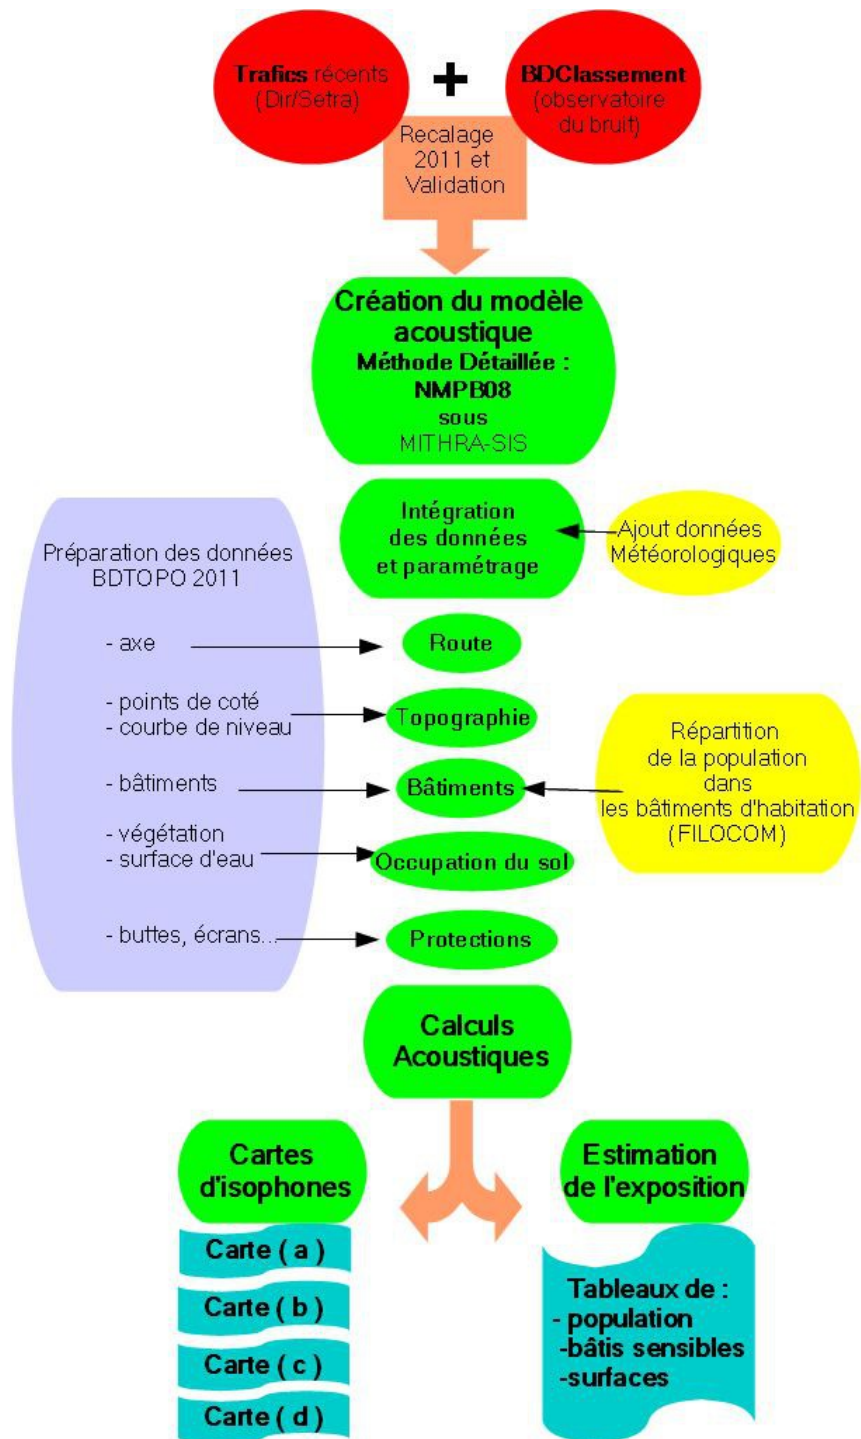 Trafics récents
(Dir/Setra)
+
BDClassement
(observatoire
du bruit)
Recalage
2011 et
Validation
Création du modèle
acoustique
Méthode Détaillée :
NMPB08
sous
MITHRA-SIS
Intégration
des données
et paramétrage
Ajout données
Météorologiques
Préparation des données
BDTOPO 2011
- axe
Route
- points de coté
- courbe de niveau
Topographie
- bâtiments
Bâtiments
Répartition
de la population
dans
les bâtiments d'habitation
(FILOCOM)
- végétation
- surface d'eau
Occupation du sol
- buttes, écrans...
Protections
Calculs
Acoustiques
Cartes
d'isophones
Carte ( a )
Carte ( b )
Carte ( c )
Carte ( d )
Estimation
de l'exposition
Tableaux de :
- population
-bâtis sensibles
-surfaces